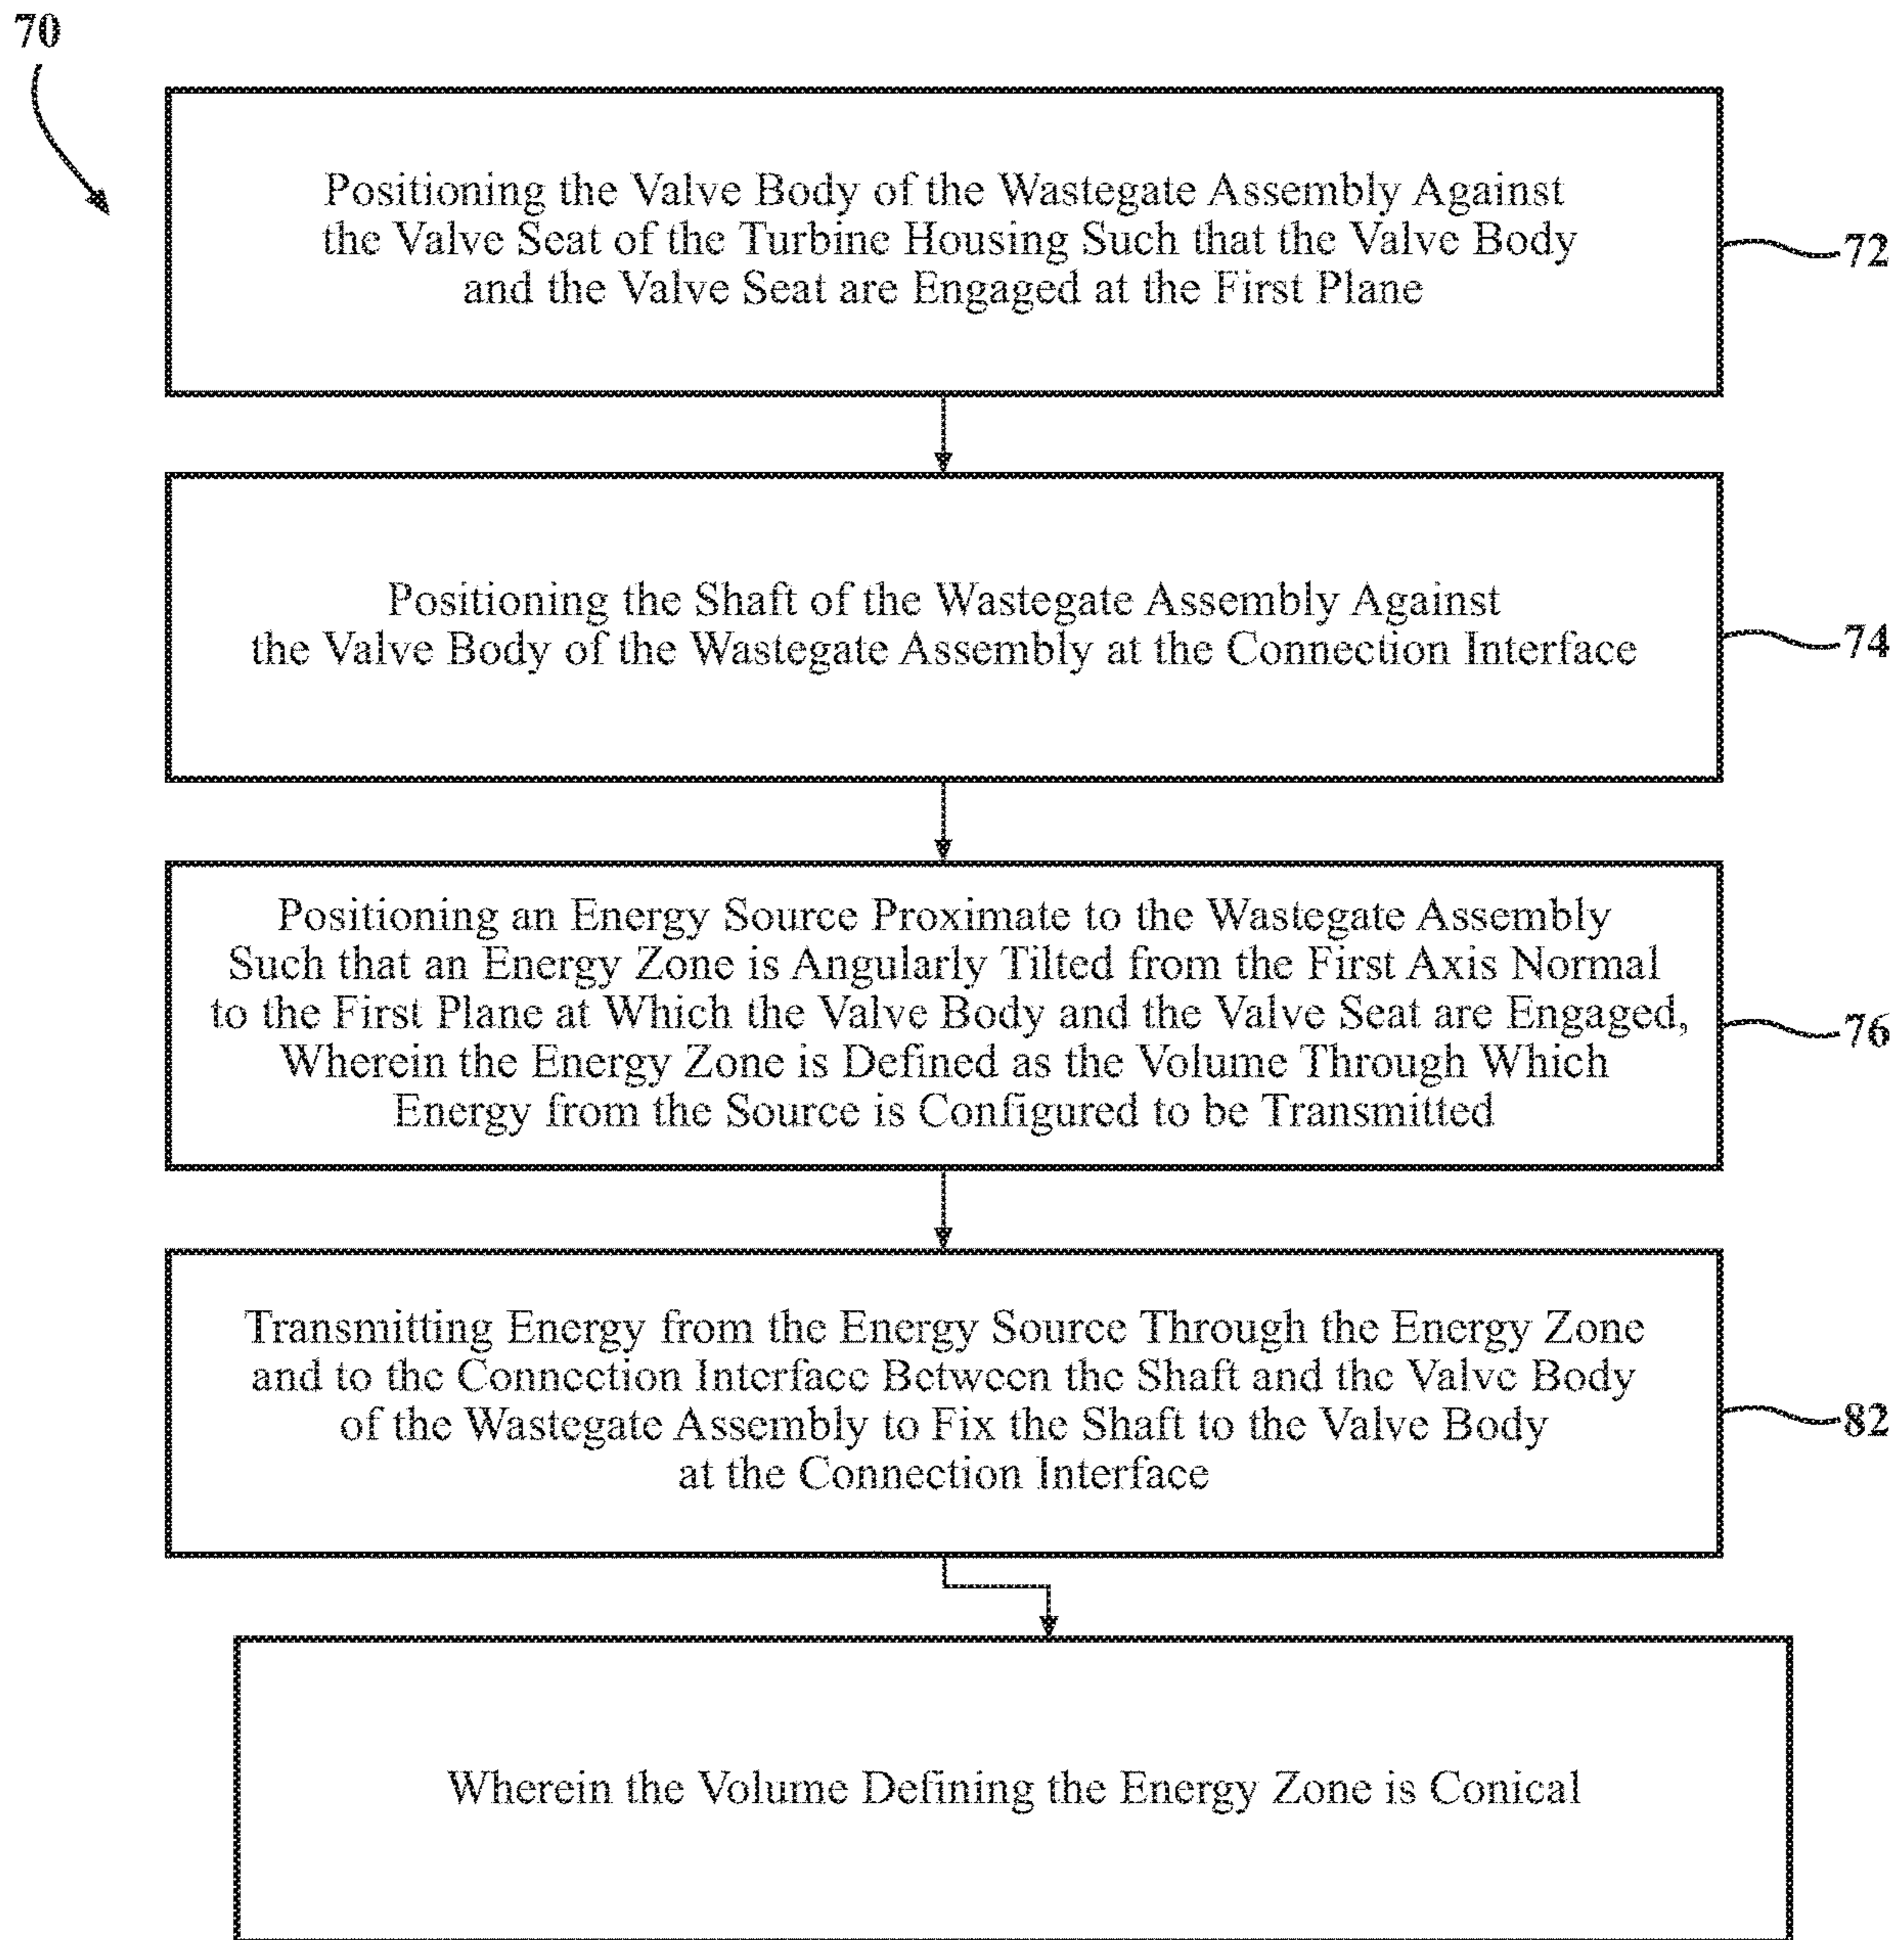 70
Positioning the Valve Body of the Wastegate Assembly Against
the Valve Seat of the Turbine Housing Such that the Valve Body
and the Valve Seat are Engaged at the First Plane
72
Positioning the Shaft of the Wastegate Assembly Against
the Valve Body of the Wastegate Assembly at the Connection Interface
74
Positioning an Energy Source Proximate to the Wastegate Assembly
Such that an Energy Zone is Angularly Tilted from the First Axis Normal
to the First Plane at Which the Valve Body and the Valve Seat are Engaged,
Wherein the Energy Zone is Defined as the Volume Through Which
Energy from the Source is Configured to be Transmitted
76
Transmitting Energy from the Energy Source Through the Energy Zone
and to the Connection Interface Between the Shaft and the Valve Body
of the Wastegate Assembly to Fix the Shaft to the Valve Body
at the Connection Interface
82
Wherein the Volume Defining the Energy Zone is Conical